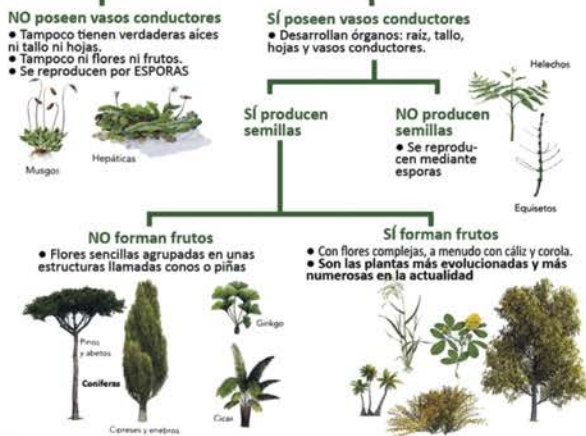 NO poseen vasos conductores
● Tampoco tienen verdaderas aíces
ni tallo ni hojas.
● Tampoco ni flores ni frutos.
● Se reproducen por ESPORAS
Musgos
Hepáticas
SÍ poseen vasos conductores
● Desarrollan órganos: raíz, tallo,
hojas y vasos conductores.
SÍ producen
semillas
NO producen
semillas
● Se reprodu-
cen mediante
esporas
Helechos
Equisetos
NO forman frutos
● Flores sencillas agrupadas en unas
estructuras llamadas conos o piñas
Pinos
y abetos
Coníferas
Cipreses y enebros
Ginkgo
Cicas
SÍ forman frutos
● Con flores complejas, a menudo con cáliz y corola.
● Son las plantas más evolucionadas y más
numerosas en la actualidad